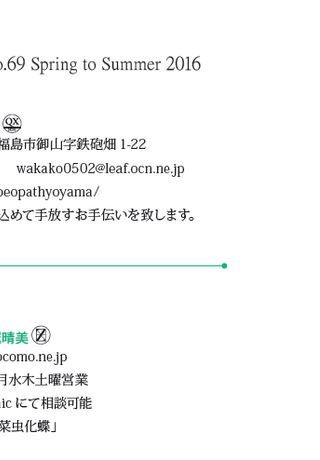 o.69 Spring to Summer 2016
QX
福島市御山字鉄砲畑 1-22
wakako0502@leaf.ocn.ne.jp
oeopathyoyama/
込めて手放すお手伝いを致します。
晴美
ocomo.ne.jp
月水木土曜営業
ic にて相談可能
菜虫化蝶」